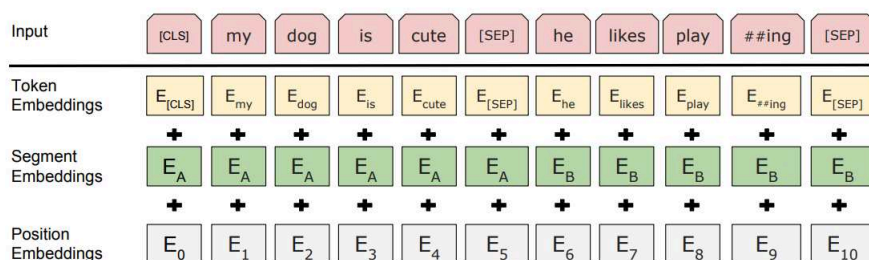 Input [CLS] my dog is cute [SEP] he likes play ##ing [SEP]
Token Embeddings E[CLS] Emy Edog Eis Ecute E[SEP] Ehe Elikes Eplay E##ing E[SEP]
+ + + + + + + + + + +
Segment Embeddings EA EA EA EA EA EA EB EB EB EB EB
+ + + + + + + + + + +
Position Embeddings E0 E1 E2 E3 E4 E5 E6 E7 E8 E9 E10